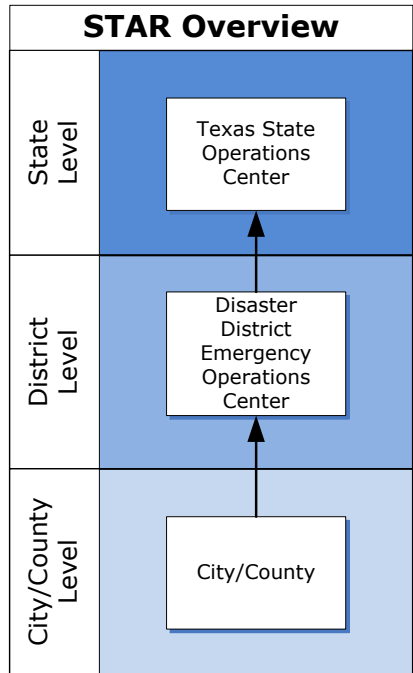 STAR Overview
State
Level
Texas State
Operations
Center
District
Level
Disaster
District
Emergency
Operations
Center
City/County
Level
City/County